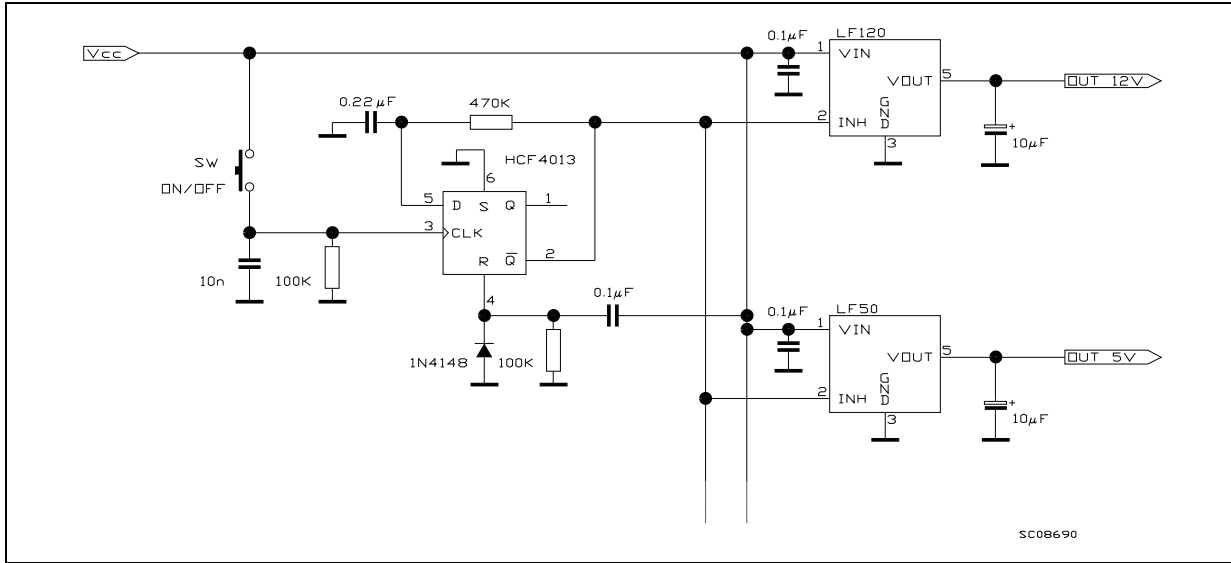 Vcc
SW
ON/OFF
10n
100K
0.22µF
470K
HCF4013
6
5
D
S
Q
1
3
CLK
R
Q̅
2
4
1N4148
100K
0.1µF
0.1µF
LF120
1
VIN
VOUT
5
2
INH
GND
3
OUT 12V
+
10µF
0.1µF
LF50
1
VIN
VOUT
5
2
INH
GND
3
OUT 5V
+
10µF
SC08690